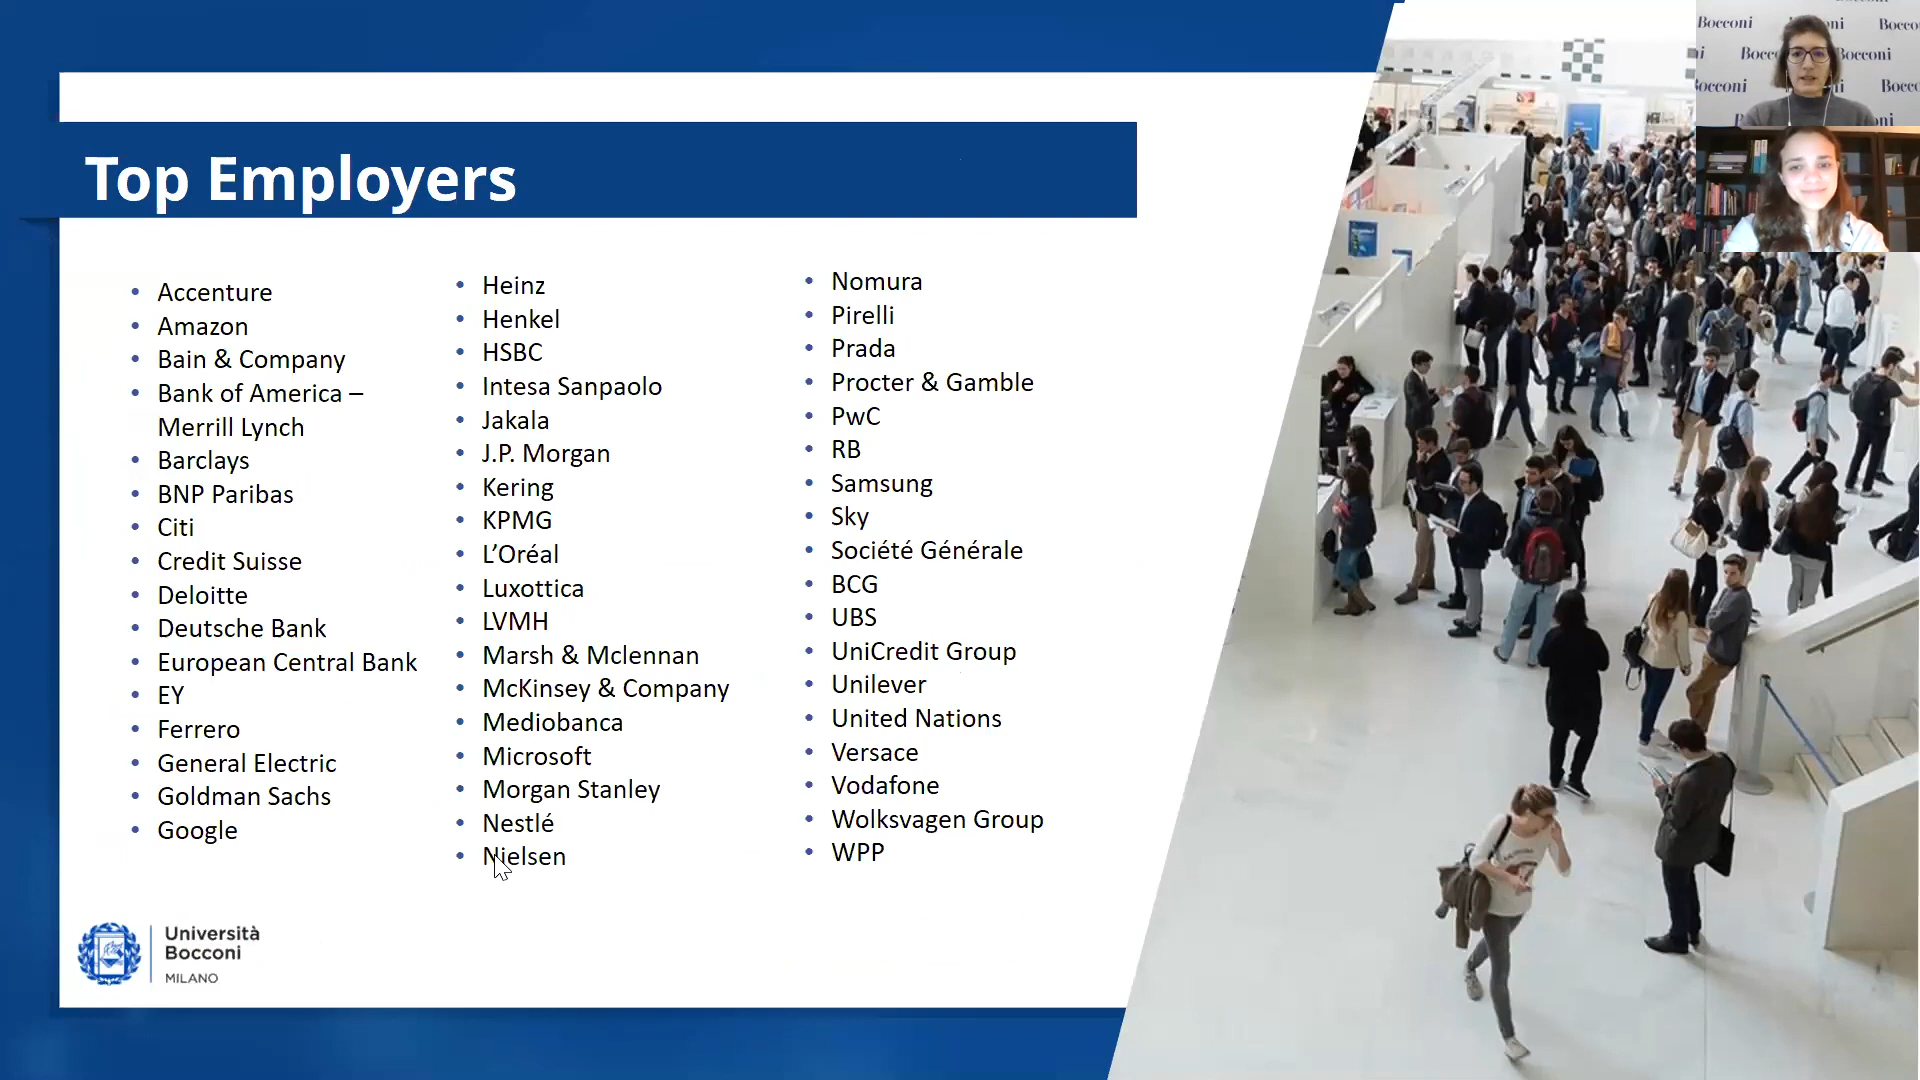 Top Employers
Accenture
Amazon
Bain & Company
Bank of America –
Merrill Lynch
Barclays
BNP Paribas
Citi
Credit Suisse
Deloitte
Deutsche Bank
European Central Bank
EY
Ferrero
General Electric
Goldman Sachs
Google
Heinz
Henkel
HSBC
Intesa Sanpaolo
Jakala
J.P. Morgan
Kering
KPMG
L’Oréal
Luxottica
LVMH
Marsh & Mclennan
McKinsey & Company
Mediobanca
Microsoft
Morgan Stanley
Nestlé
Nielsen
Nomura
Pirelli
Prada
Procter & Gamble
PwC
RB
Samsung
Sky
Société Générale
BCG
UBS
UniCredit Group
Unilever
United Nations
Versace
Vodafone
Wolksvagen Group
WPP
Università
Bocconi
MILANO
Bocconi
Bocconi
Bocconi